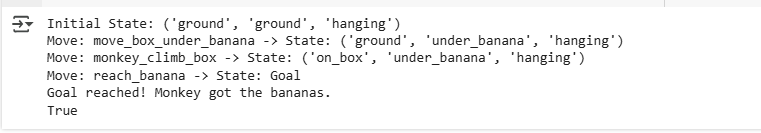 Initial State: ('ground', 'ground', 'hanging')
Move: move_box_under_banana -> State: ('ground', 'under_banana', 'hanging')
Move: monkey_climb_box -> State: ('on_box', 'under_banana', 'hanging')
Move: reach_banana -> State: Goal
Goal reached! Monkey got the bananas.
True